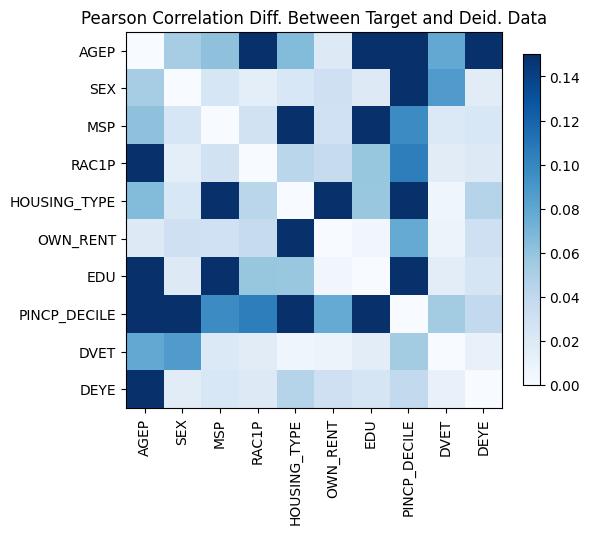 Pearson Correlation Diff. Between Target and Deid. Data
AGEP
SEX
MSP
RAC1P
HOUSING_TYPE
OWN_RENT
EDU
PINCP_DECILE
DVET
DEYE
0.14
0.12
0.10
0.08
0.06
0.04
0.02
0.00
AGEP
SEX
MSP
RAC1P
HOUSING_TYPE
OWN_RENT
EDU
PINCP_DECILE
DVET
DEYE